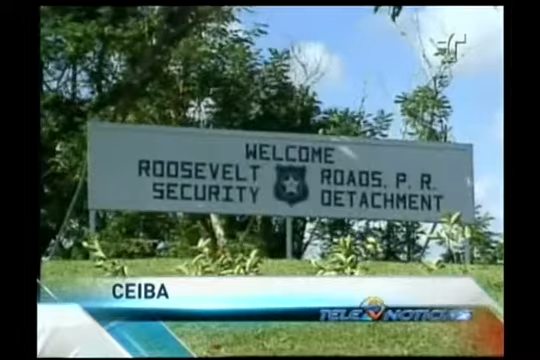 WELCOME
ROOSEVELT ROADS, P. R.
SECURITY DETACHMENT
CEIBA
TELENOTICIAS